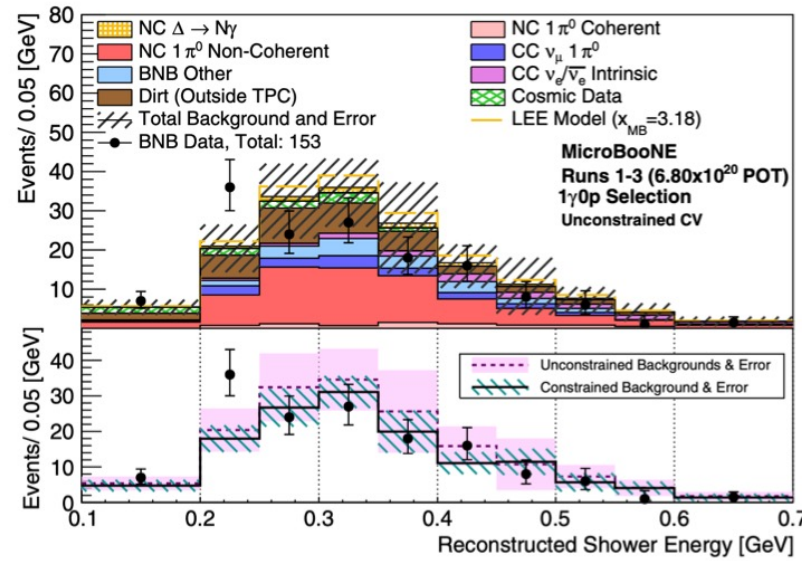 80
70
60
50
40
30
20
10
Events/ 0.05 [GeV]
NC Δ → Nγ
NC 1π⁰ Non-Coherent
BNB Other
Dirt (Outside TPC)
Total Background and Error
BNB Data, Total: 153
NC 1π⁰ Coherent
CC ν_μ 1π⁰
CC ν_e/ν̅_e̅ Intrinsic
Cosmic Data
LEE Model (x_MB=3.18)
MicroBooNE
Runs 1-3 (6.80x10²⁰ POT)
1γ0p Selection
Unconstrained CV
40
30
20
10
0
Events/ 0.05 [GeV]
Unconstrained Backgrounds & Error
Constrained Background & Error
0.1 0.2 0.3 0.4 0.5 0.6 0.7
Reconstructed Shower Energy [GeV]